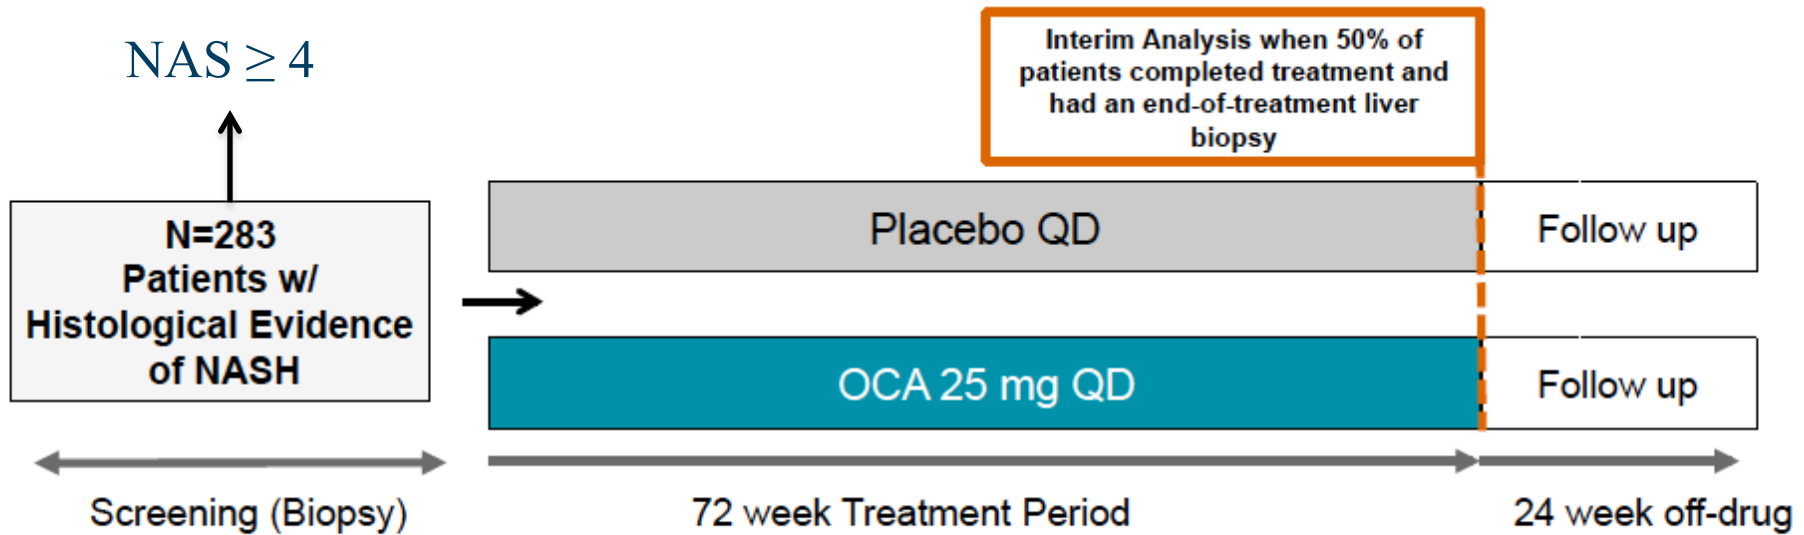 NAS ≥ 4
Interim Analysis when 50% of
patients completed treatment and
had an end-of-treatment liver
biopsy
N=283
Patients w/
Histological Evidence
of NASH
Placebo QD
Follow up
OCA 25 mg QD
Follow up
Screening (Biopsy)
72 week Treatment Period
24 week off-drug